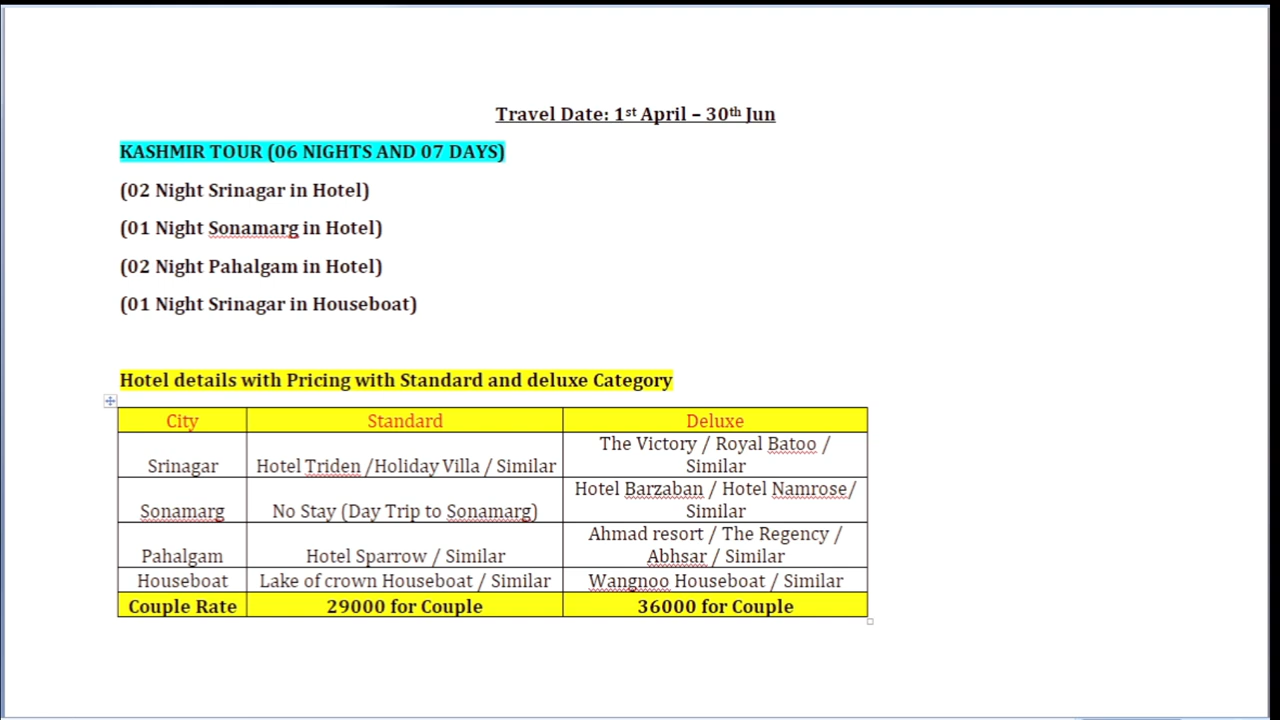 Travel Date: 1st April – 30th Jun
KASHMIR TOUR (06 NIGHTS AND 07 DAYS)
(02 Night Srinagar in Hotel)
(01 Night Sonamarg in Hotel)
(02 Night Pahalgam in Hotel)
(01 Night Srinagar in Houseboat)
Hotel details with Pricing with Standard and deluxe Category
City Standard Deluxe
Srinagar Hotel Triden /Holiday Villa / Similar The Victory / Royal Batoo /
Similar
Sonamarg No Stay (Day Trip to Sonamarg) Hotel Barzaban / Hotel Namrose/
Similar
Pahalgam Hotel Sparrow / Similar Ahmad resort / The Regency /
Abhsar / Similar
Houseboat Lake of crown Houseboat / Similar Wangnoo Houseboat / Similar
Couple Rate 29000 for Couple 36000 for Couple